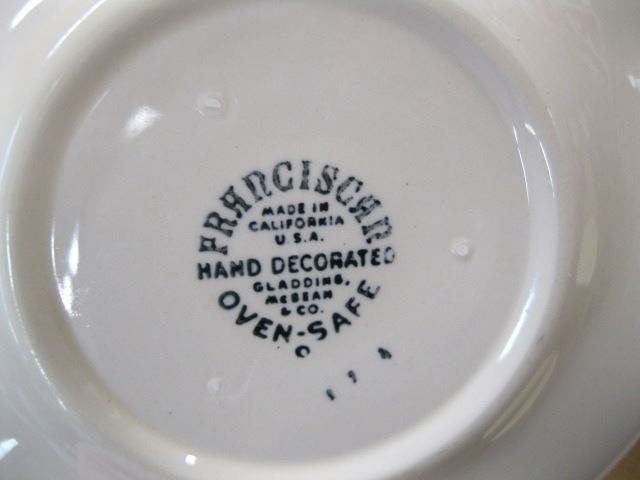 FRANCISCAN
MADE IN
CALIFORNIA
U.S.A.
HAND DECORATED
GLADDING,
McBEAN
& CO.
OVEN-SAFE